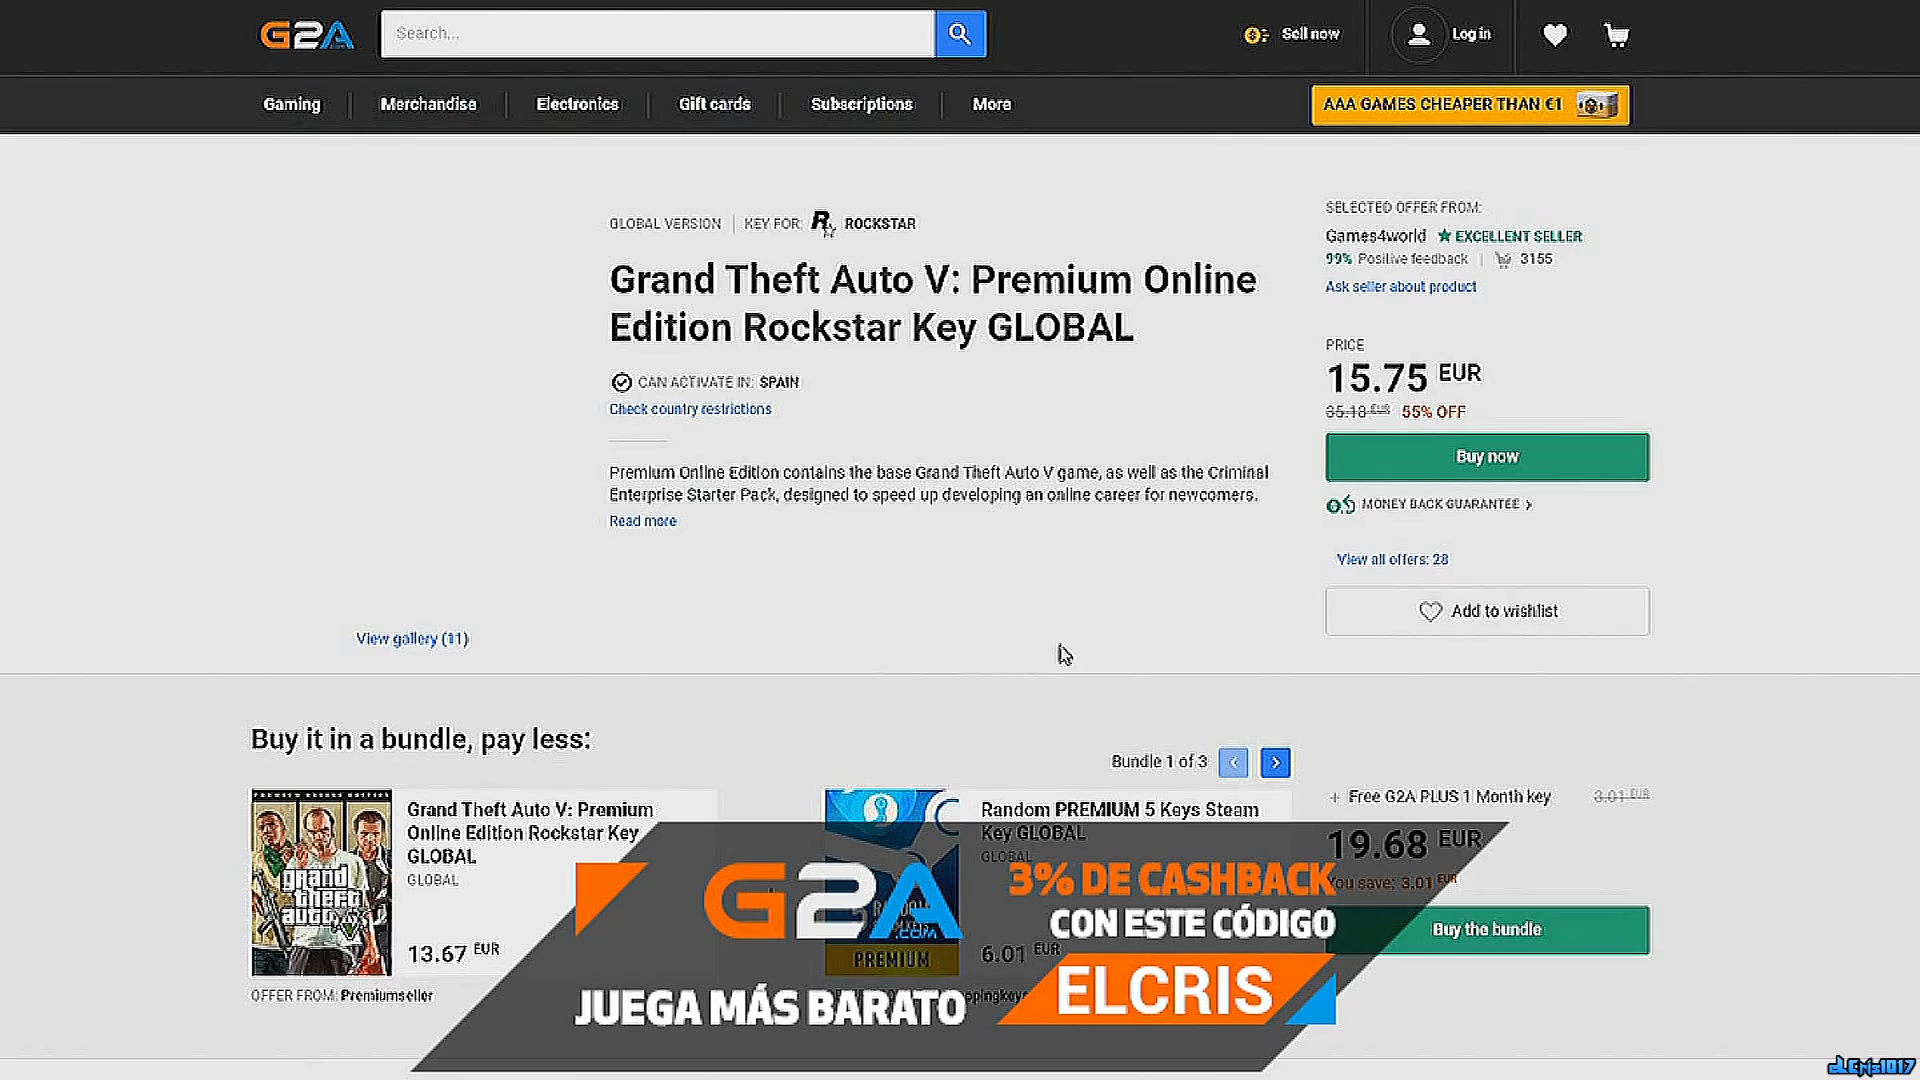 G2A.COM
Search...
Sell now
Log in
Gaming
Merchandise
Electronics
Gift cards
Subscriptions
More
AAA GAMES CHEAPER THAN €1
GLOBAL VERSION
KEY FOR: ROCKSTAR
Grand Theft Auto V: Premium Online
Edition Rockstar Key GLOBAL
CAN ACTIVATE IN: SPAIN
Check country restrictions
Premium Online Edition contains the base Grand Theft Auto V game, as well as the Criminal
Enterprise Starter Pack, designed to speed up developing an online career for newcomers.
Read more
View gallery (11)
SELECTED OFFER FROM:
Games4world ★ EXCELLENT SELLER
99% Positive feedback | 3155
Ask seller about product
PRICE
15.75 EUR
35.18 EUR 55% OFF
Buy now
MONEY BACK GUARANTEE >
View all offers: 28
Add to wishlist
Buy it in a bundle, pay less:
Bundle 1 of 3
Grand Theft Auto V: Premium
Online Edition Rockstar Key
GLOBAL
GLOBAL
13.67 EUR
OFFER FROM: Premiumseller
grand
theft
auto V
Random PREMIUM 5 Keys Steam
Key GLOBAL
GLOBAL
6.01 EUR
PREMIUM
+ Free G2A PLUS 1 Month key
3.01 EUR
19.68 EUR
You save: 3.01 EUR
Buy the bundle
G2A
.COM
JUEGA MÁS BARATO
3% DE CASHBACK
CON ESTE CÓDIGO
ELCRIS